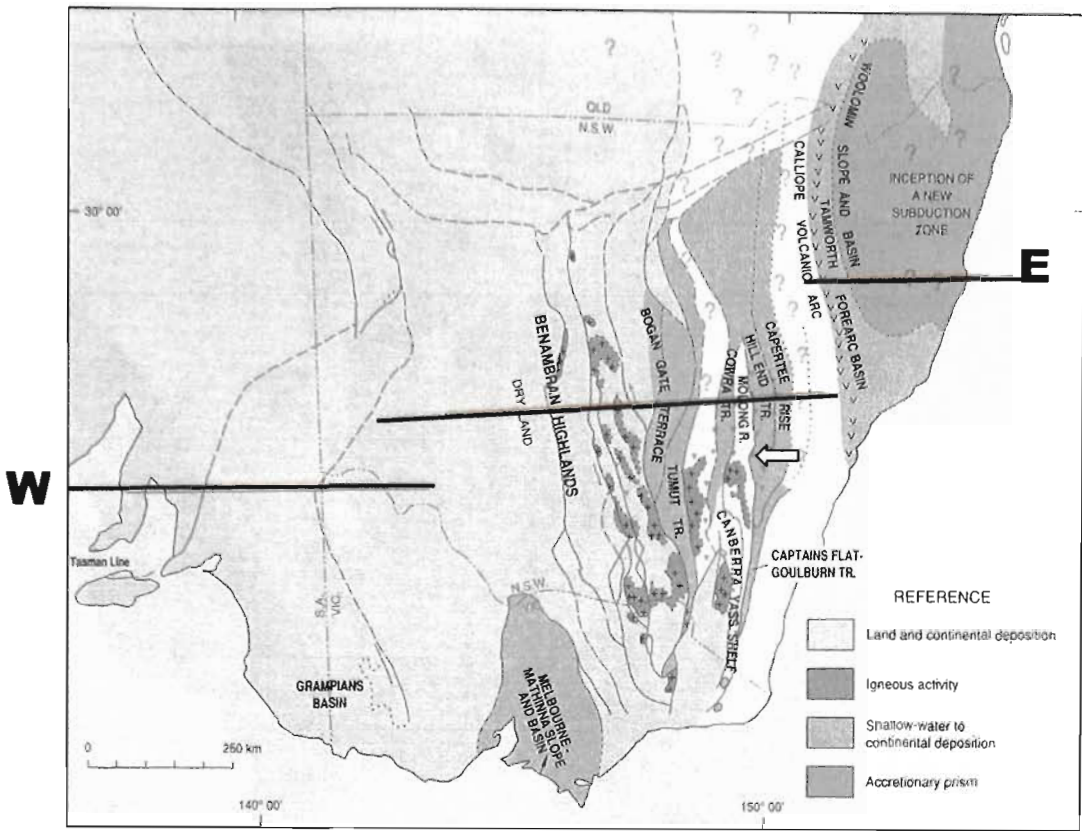 ? ? ? ? ? ? ?
QLD
N.S.W.
30° 00'
WOOLOMIN SLOPE AND BASIN
TAMWORTH FOREARC BASIN
CALLIOPE VOLCANIC ARC
INCEPTION OF
A NEW
SUBDUCTION
ZONE
E
BENAMBRAN HIGHLANDS
DRY LAND
BOGAN GATE TERRACE
TUMUT TR.
COWRA TR.
MOLONG R.
HILL END TR.
CAPERTEE RISE
W
Tasman Line
CANBERRA YASS SHELF
CAPTAINS FLAT-
GOULBURN TR.
N.S.W.
S.A.
VIC.
GRAMPIANS
BASIN
MELBOURNE
MATHINNA SLOPE
AND BASIN
REFERENCE
Land and continental deposition
Igneous activity
Shallow-water to
continental deposition
Accretionary prism
0 250 km
140° 00' 150° 00'